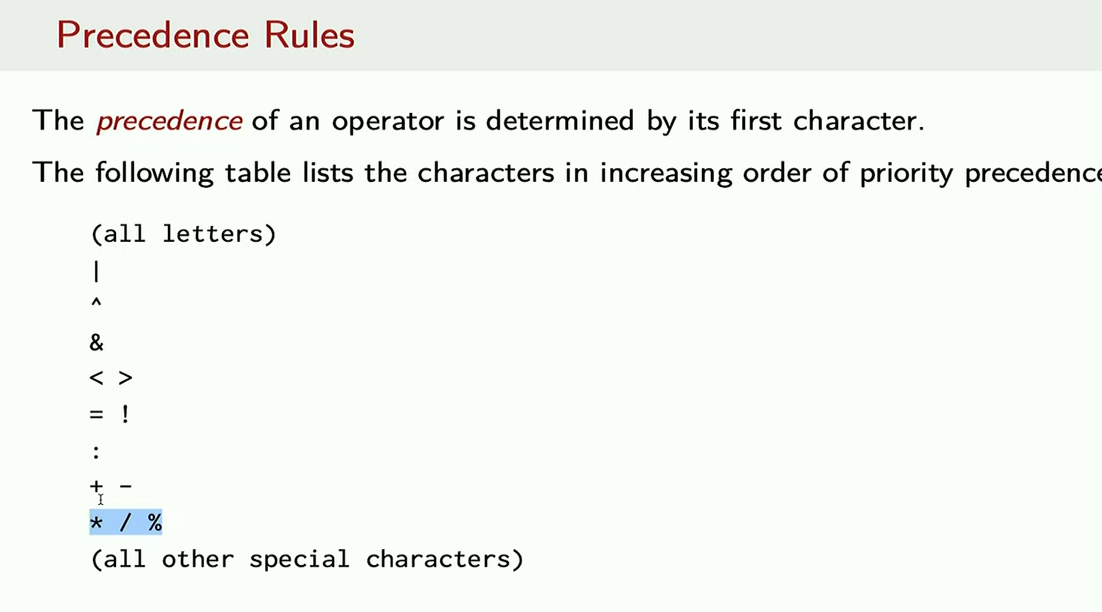 Precedence Rules
The precedence of an operator is determined by its first character.
The following table lists the characters in increasing order of priority precedence
(all letters)
|
^
&
< >
= !
:
+ -
* / %
(all other special characters)